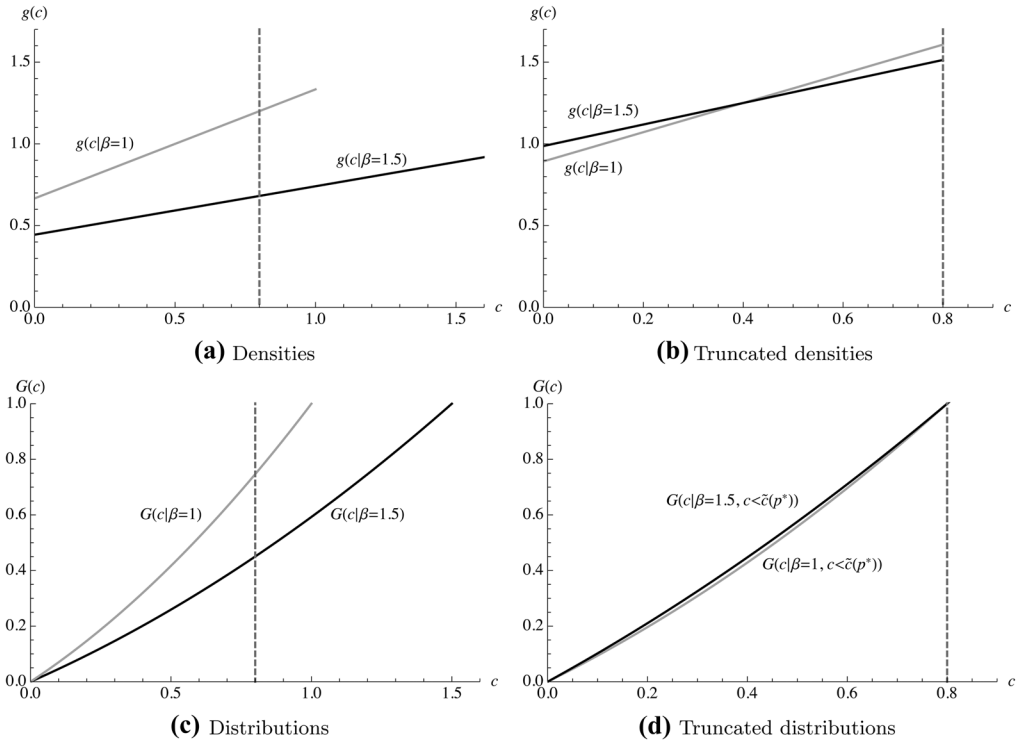 g(c)
1.5
1.0
0.5
0.0
g(c|β=1)
g(c|β=1.5)
0.0 0.5 1.0 1.5 c
(a) Densities
g(c)
1.5
1.0
0.5
0.0
g(c|β=1.5)
g(c|β=1)
0.0 0.2 0.4 0.6 0.8 c
(b) Truncated densities
G(c)
1.0
0.8
0.6
0.4
0.2
0.0
G(c|β=1)
G(c|β=1.5)
0.0 0.5 1.0 1.5 c
(c) Distributions
G(c)
1.0
0.8
0.6
0.4
0.2
0.0
G(c|β=1.5, c<c̃(p*))
G(c|β=1, c<c̃(p*))
0.0 0.2 0.4 0.6 0.8 c
(d) Truncated distributions